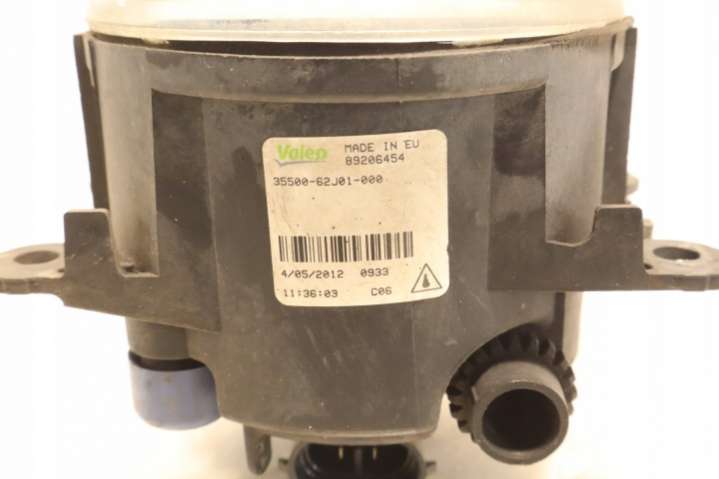 Valeo MADE IN EU
89206454
35500-62J01-000
4/05/2012 0933
11:36:03 C06